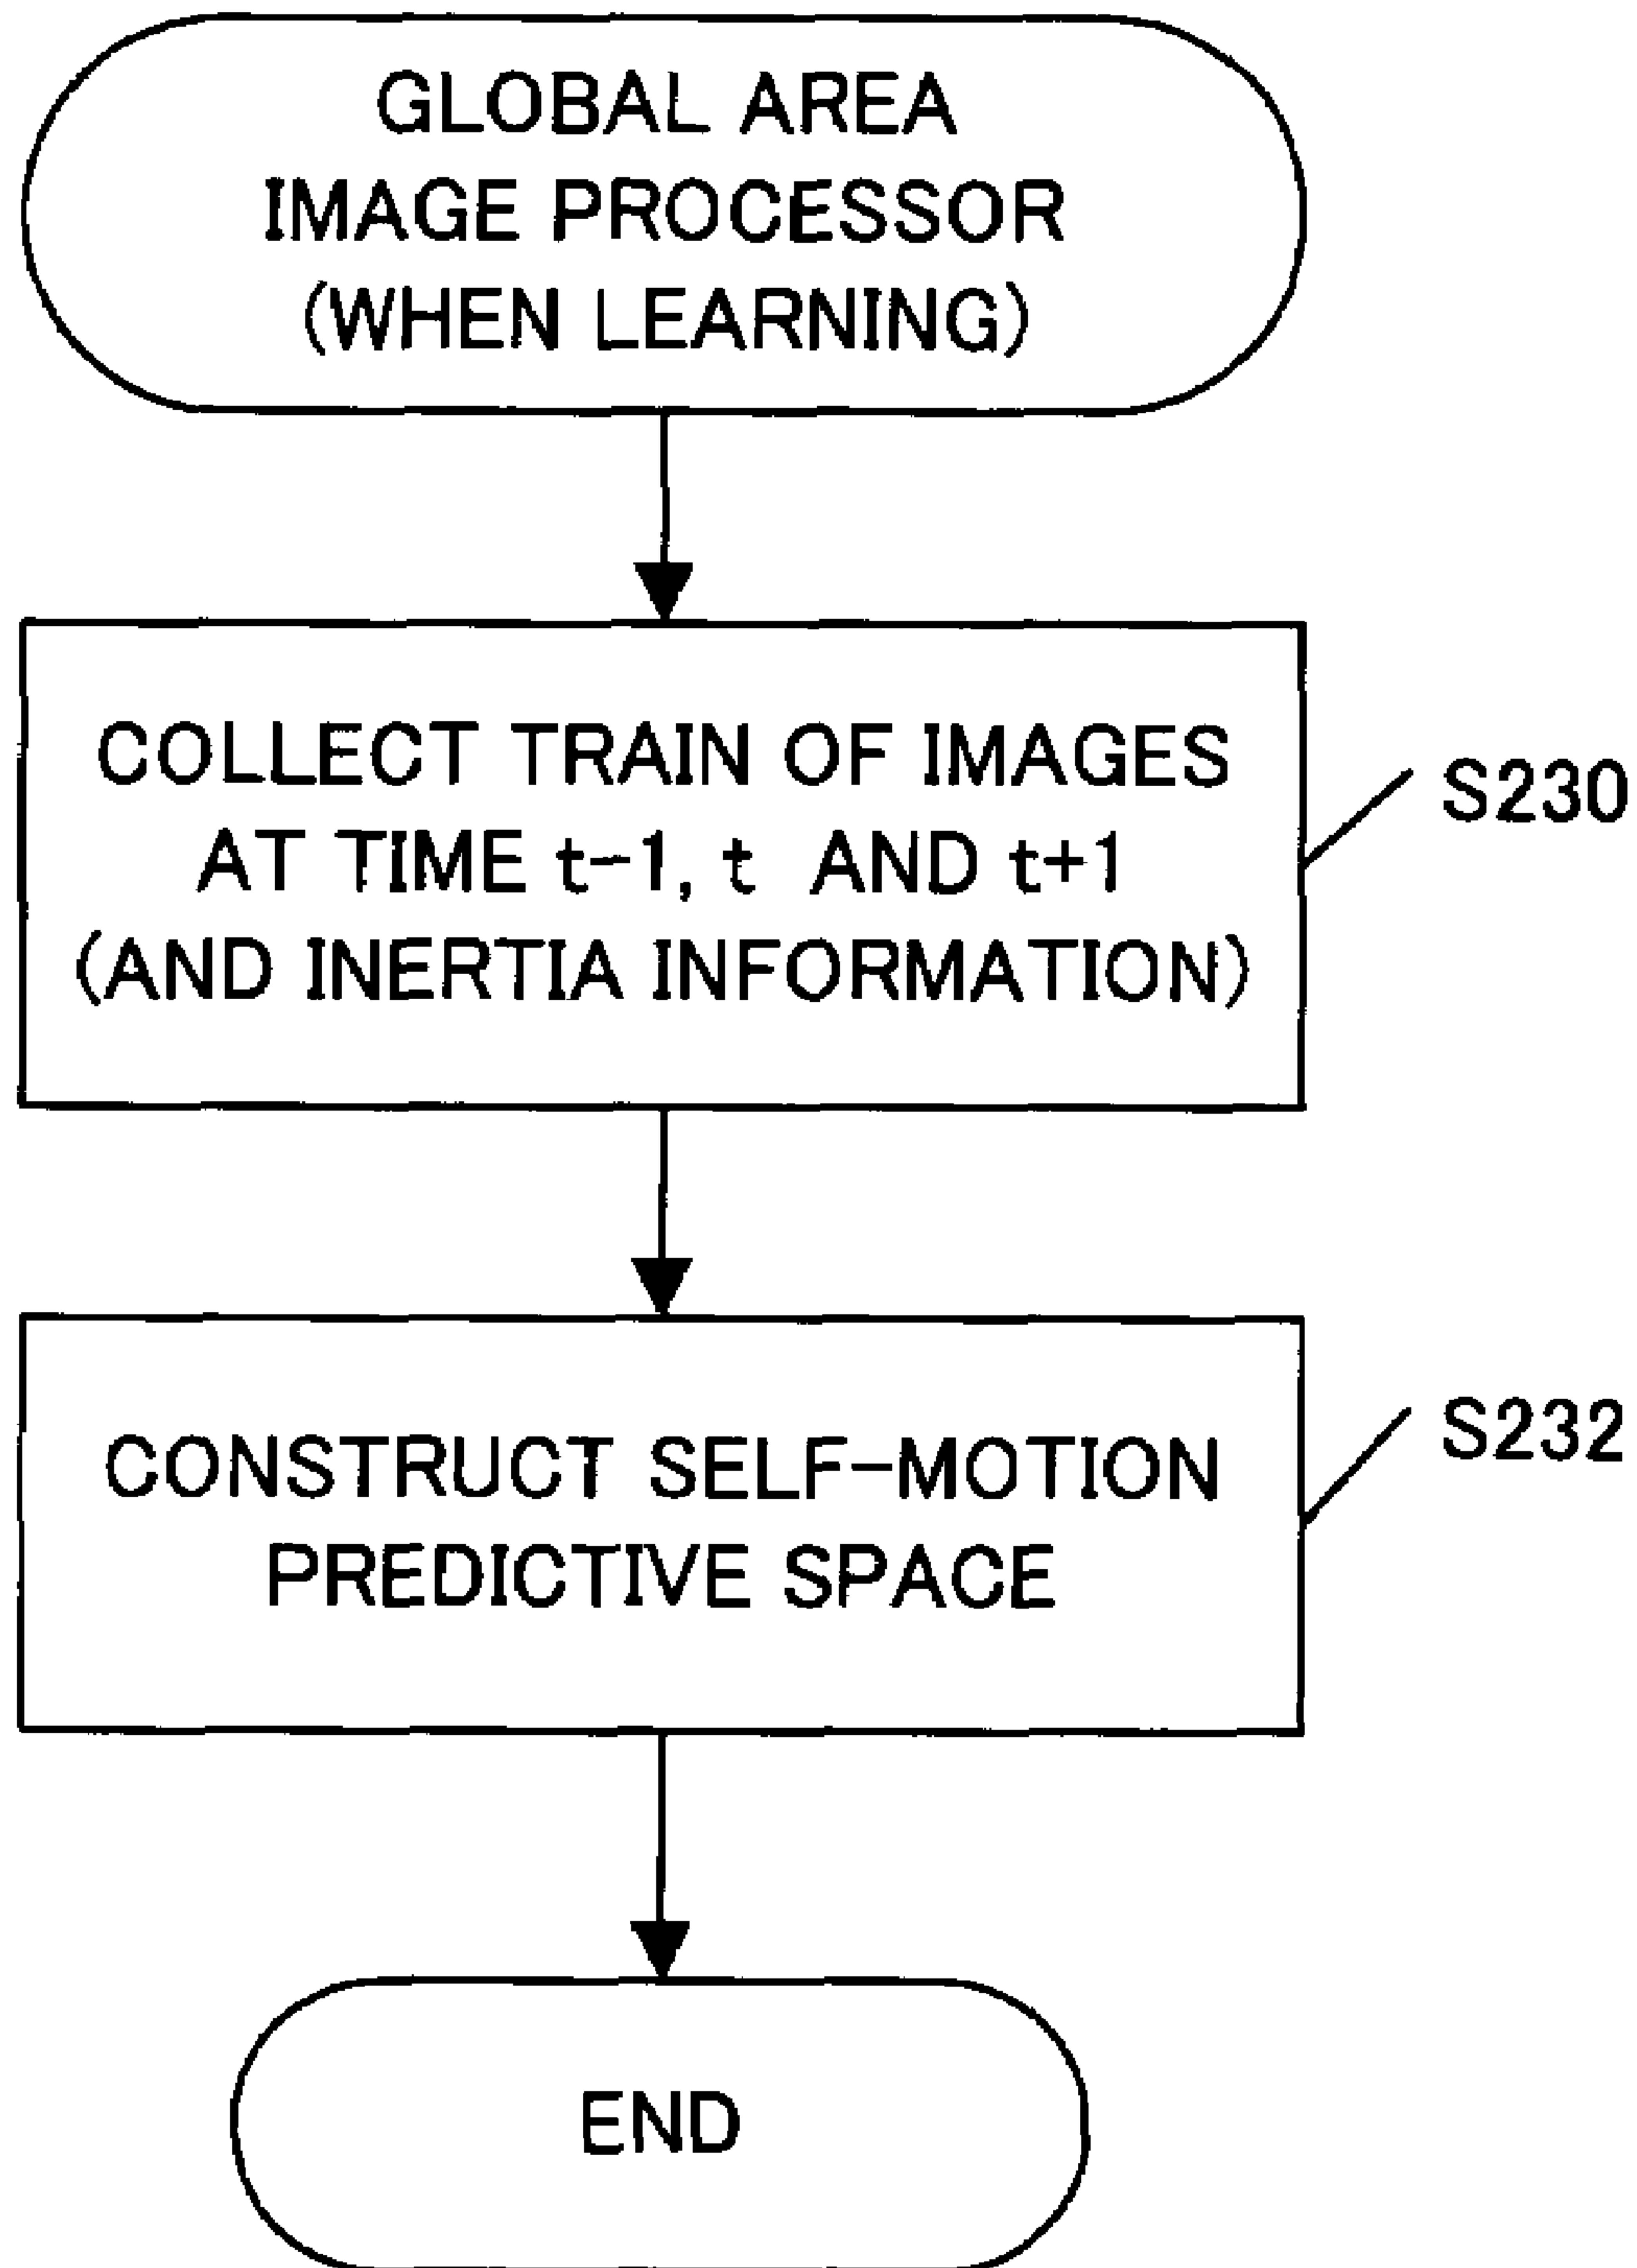 GLOBAL AREA
IMAGE PROCESSOR
(WHEN LEARNING)
COLLECT TRAIN OF IMAGES
AT TIME t-1, t AND t+1
(AND INERTIA INFORMATION)
S230
CONSTRUCT SELF-MOTION
PREDICTIVE SPACE
S232
END